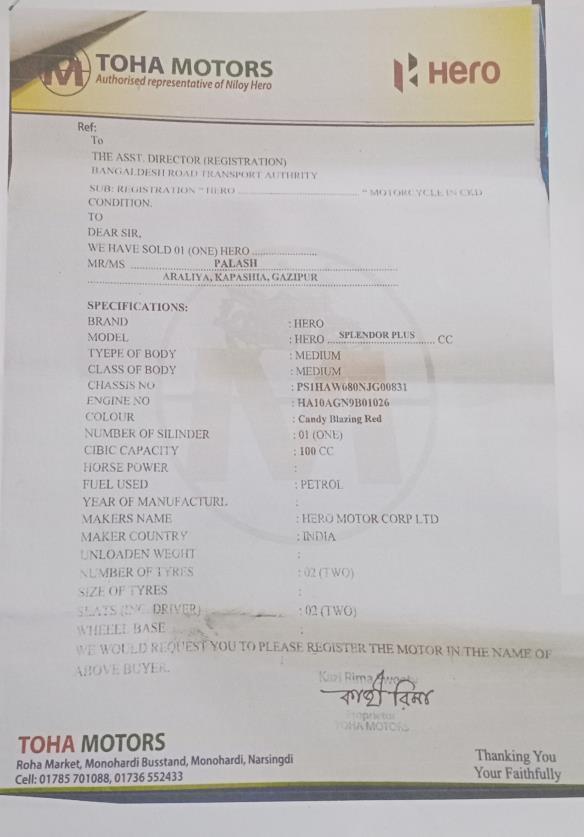 TOHA MOTORS
Authorised representative of Niloy Hero
Hero
Ref:
To
THE ASST. DIRECTOR (REGISTRATION)
BANGALDESH ROAD TRANSPORT AUTHRITY
SUB: REGISTRATION "HERO ........................ " MOTORCYCLE IN CKD
CONDITION.
TO
DEAR SIR,
WE HAVE SOLD 01 (ONE) HERO ....................
MR/MS ............ PALASH ............
ARALIYA, KAPASHIA, GAZIPUR
SPECIFICATIONS:
BRAND : HERO
MODEL : HERO ... SPLENDOR PLUS ...... CC
TYEPE OF BODY : MEDIUM
CLASS OF BODY : MEDIUM
CHASSIS NO : PS1HAW680NJG00831
ENGINE NO : HA10AGN9B01026
COLOUR : Candy Blazing Red
NUMBER OF SILINDER : 01 (ONE)
CIBIC CAPACITY : 100 CC
HORSE POWER :
FUEL USED : PETROL
YEAR OF MANUFACTURE :
MAKERS NAME : HERO MOTOR CORP LTD
MAKER COUNTRY : INDIA
UNLOADEN WEGHT :
NUMBER OF TYRES : 02 (TWO)
SIZE OF TYRES :
SEATS (INC. DRIVER) : 02 (TWO)
WHEELL BASE :
WE WOULD REQUEST YOU TO PLEASE REGISTER THE MOTOR IN THE NAME OF
ABOVE BUYER.
Kazi Rima
কাজী রিমা
Proprietor
TOHA MOTORS
TOHA MOTORS
Roha Market, Monohardi Busstand, Monohardi, Narsingdi
Cell: 01785 701088, 01736 552433
Thanking You
Your Faithfully